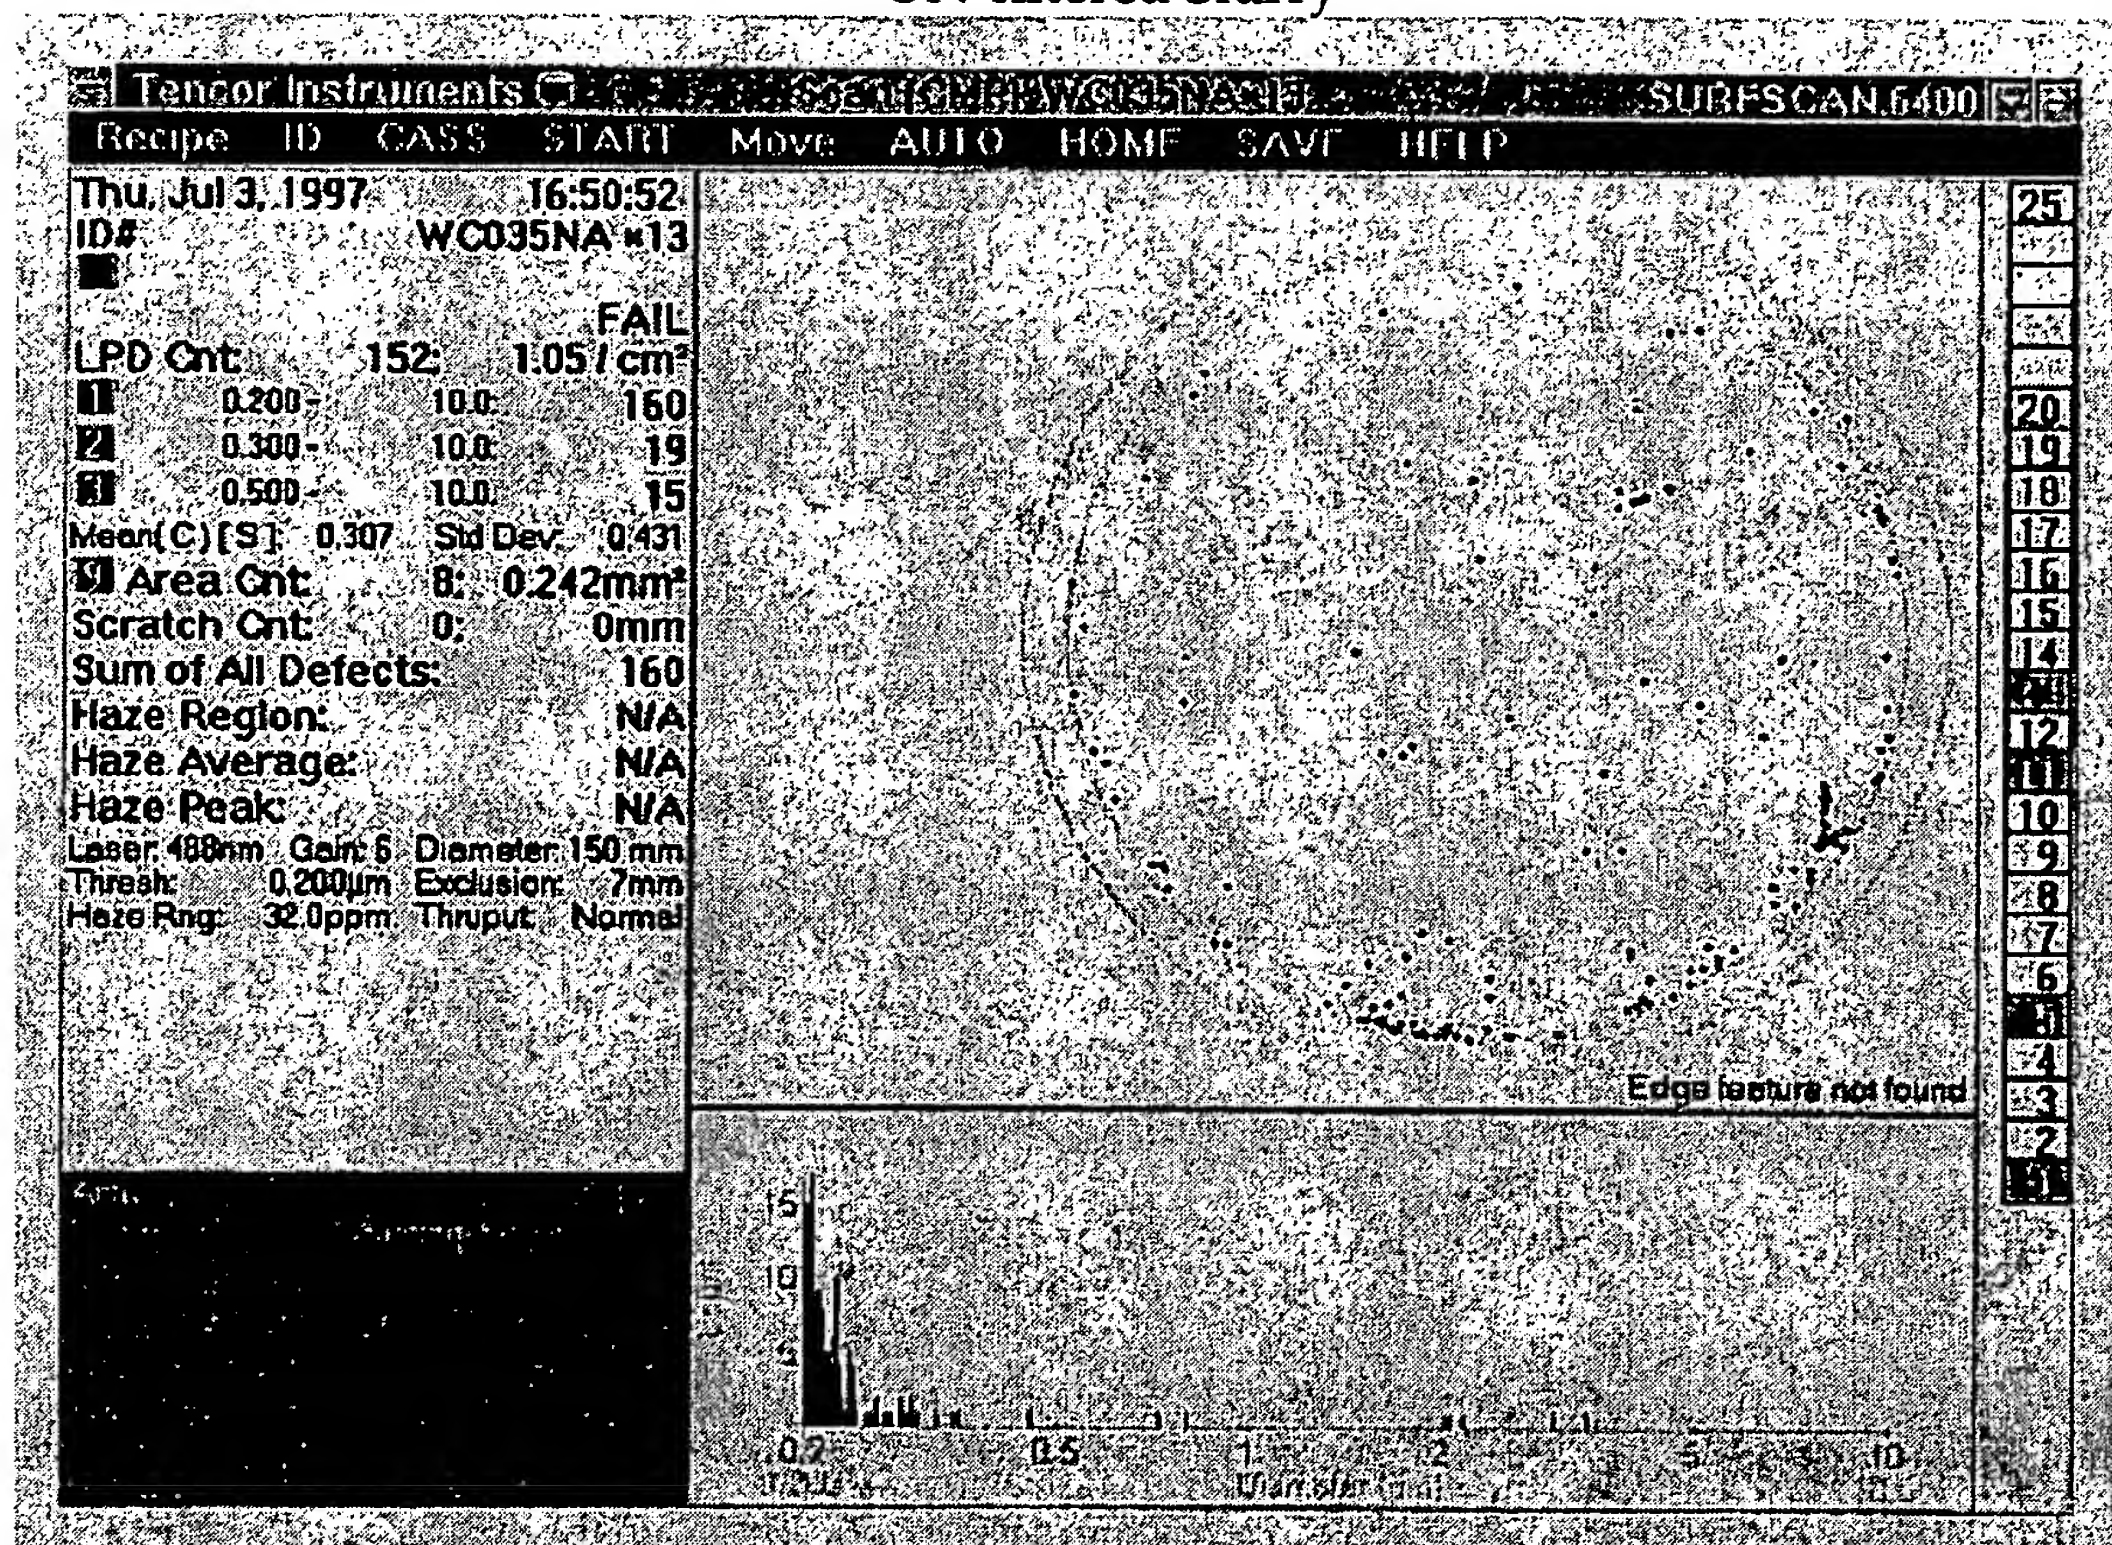 Tencor Instruments SURFSCAN 6400
Recipe ID CASS START Move AUTO HOME SAVE HELP
Thu, Jul 3, 1997 16:50:52
ID# WC035NA *13
FAIL
LPD Cnt: 152: 1.05 / cm²
1 0.200 - 10.0: 160
2 0.300 - 10.0: 19
3 0.500 - 10.0: 15
Mean(C) [S]: 0.307 Std Dev: 0.431
Area Cnt: 8: 0.242mm²
Scratch Cnt: 0: 0mm
Sum of All Defects: 160
Haze Region: N/A
Haze Average: N/A
Haze Peak: N/A
Laser: 488nm Gain: 6 Diameter: 150 mm
Thresh: 0.200µm Exclusion: 7mm
Haze Rng: 32.0ppm Thruput: Normal
Edge feature not found
25
20
19
18
17
16
15
14
12
11
10
9
8
7
6
4
3
2
15
10
5
0.2 0.5 1 2 5 10